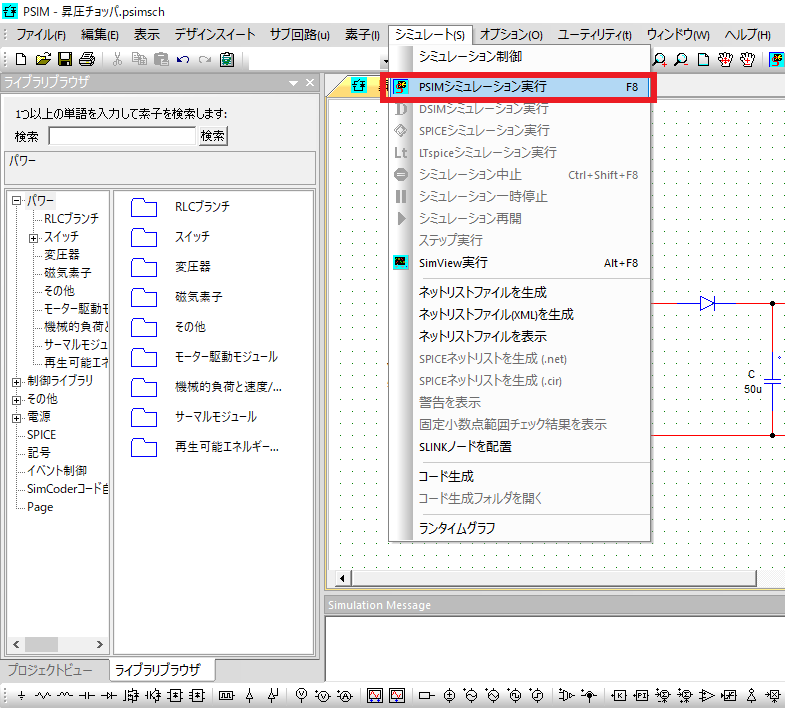 PSIM - 昇圧チョッパ.psimsch
ファイル(F) 編集(E) 表示 デザインスイート サブ回路(u) 素子(l) シミュレート(S) オプション(O) ユーティリティ(t) ウィンドウ(W) ヘルプ(H)
ライブラリブラウザ
1つ以上の単語を入力して素子を検索します:
検索 検索
パワー
パワー
RLCブランチ
スイッチ
変圧器
磁気素子
その他
モーター駆動モ
機械的負荷と
サーマルモジュ
再生可能エネ
制御ライブラリ
その他
電源
SPICE
記号
イベント制御
SimCoderコード自
Page
RLCブランチ
スイッチ
変圧器
磁気素子
その他
モーター駆動モジュール
機械的負荷と速度/...
サーマルモジュール
再生可能エネルギー...
プロジェクトビュー ライブラリブラウザ
シミュレーション制御
PSIMシミュレーション実行 F8
DSIMシミュレーション実行
SPICEシミュレーション実行
Lt LTspiceシミュレーション実行
シミュレーション中止 Ctrl+Shift+F8
シミュレーション一時停止
シミュレーション再開
ステップ実行
SimView実行 Alt+F8
ネットリストファイルを生成
ネットリストファイル(XML)を生成
ネットリストファイルを表示
SPICEネットリストを生成 (.net)
SPICEネットリストを生成 (.cir)
警告を表示
固定小数点範囲チェック結果を表示
SLINKノードを配置
コード生成
コード生成フォルダを開く
ランタイムグラフ
C
50u
Simulation Message